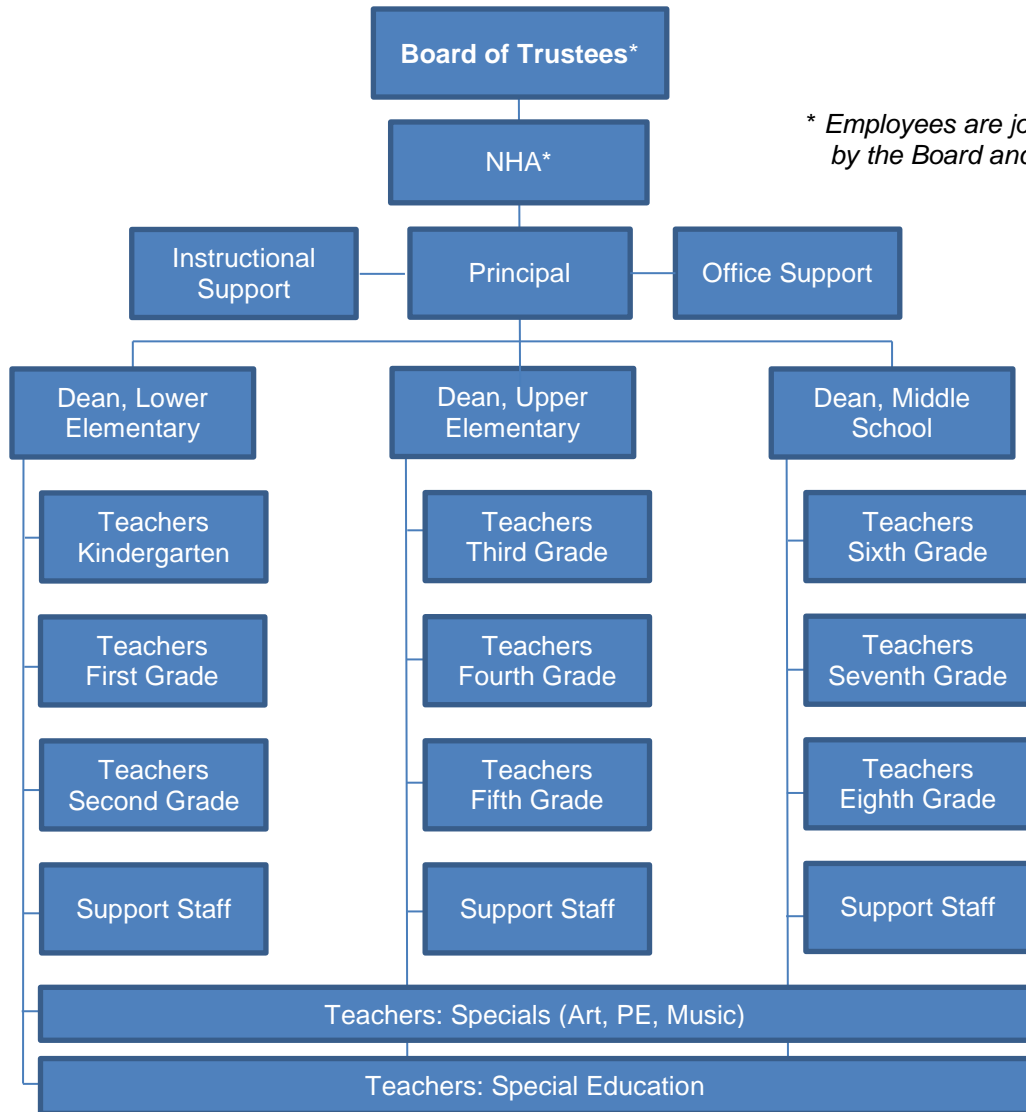 Board of Trustees*
* Employees are
by the Board and
NHA*
Instructional
Support
Principal
Office Support
Dean, Lower
Elementary
Dean, Upper
Elementary
Dean, Middle
School
Teachers
Kindergarten
Teachers
Third Grade
Teachers
Sixth Grade
Teachers
First Grade
Teachers
Fourth Grade
Teachers
Seventh Grade
Teachers
Second Grade
Teachers
Fifth Grade
Teachers
Eighth Grade
Support Staff
Support Staff
Support Staff
Teachers: Specials (Art, PE, Music)
Teachers: Special Education